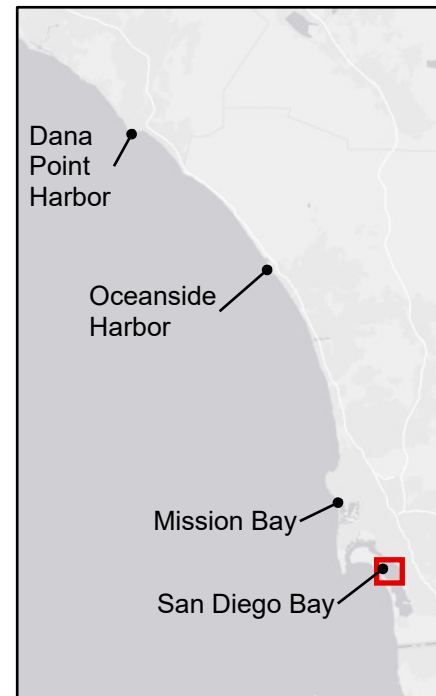 Dana
Point
Harbor
Oceanside
Harbor
Mission Bay
San Diego Bay